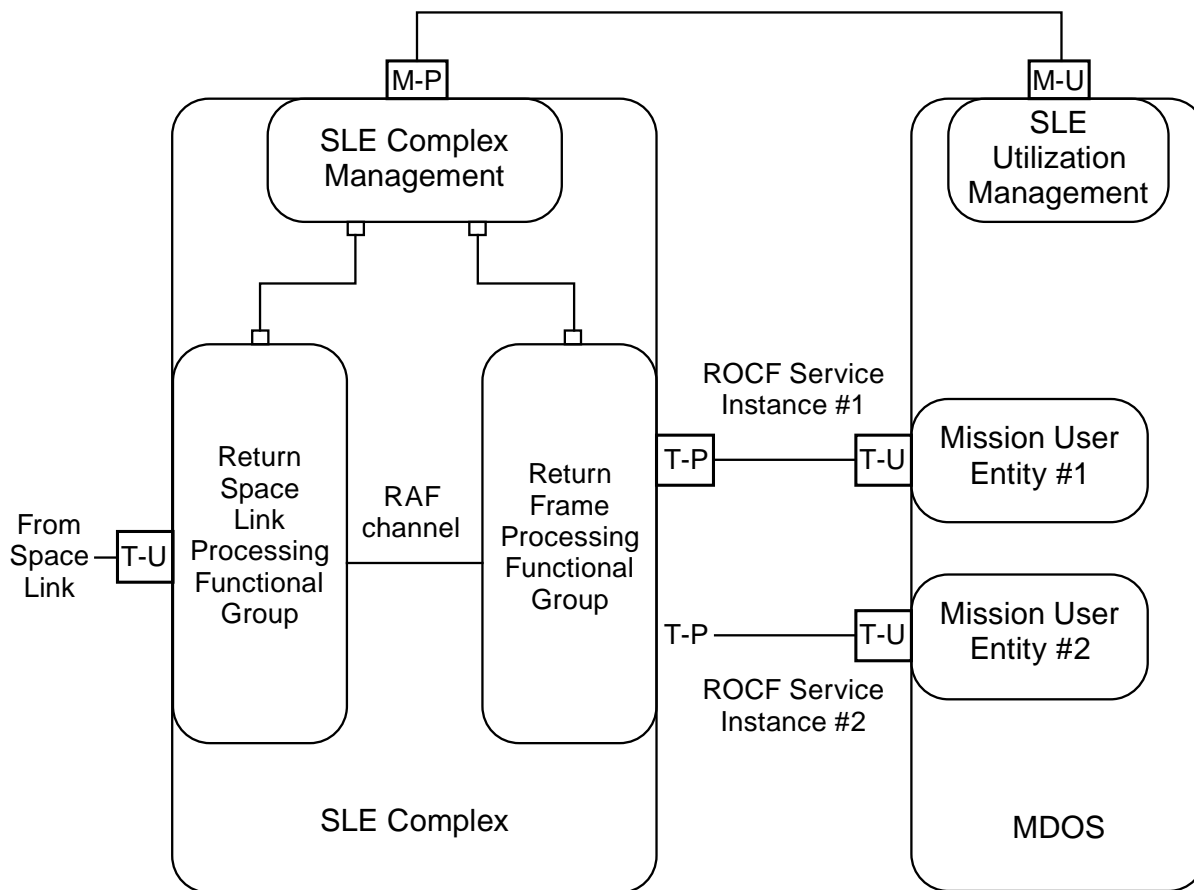 M-P
M-U
SLE Complex
Management
SLE
Utilization
Management
ROCF Service
Instance #1
Return
Space
Link
Processing
Functional
Group
RAF
channel
Return
Frame
Processing
Functional
Group
T-P
T-U
Mission User
Entity #1
From
Space
Link
T-U
T-P
T-U
Mission User
Entity #2
ROCF Service
Instance #2
SLE Complex
MDOS